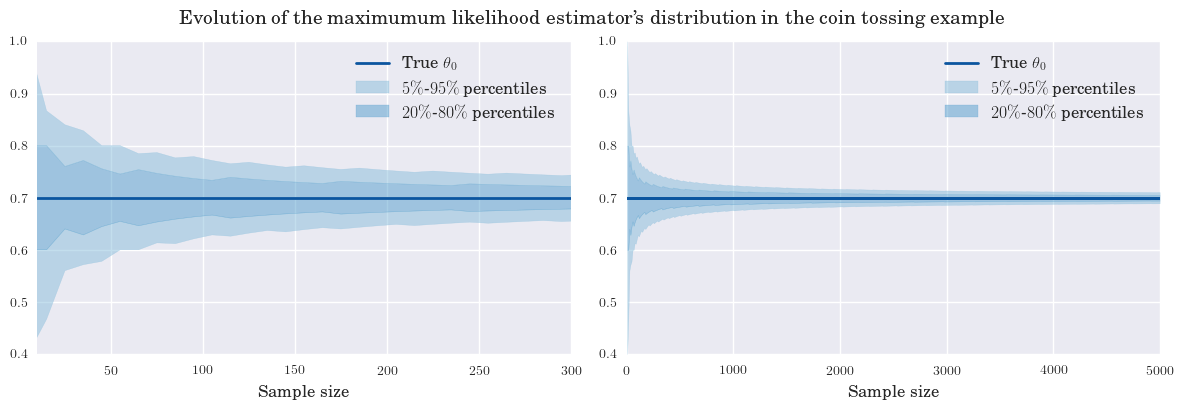 Evolution of the maximumum likelihood estimator's distribution in the coin tossing example
1.0
0.9
0.8
0.7
0.6
0.5
0.4
50
100
150
200
250
300
Sample size
True θ0
5%-95% percentiles
20%-80% percentiles
1.0
0.9
0.8
0.7
0.6
0.5
0.4
0
1000
2000
3000
4000
5000
Sample size
True θ0
5%-95% percentiles
20%-80% percentiles